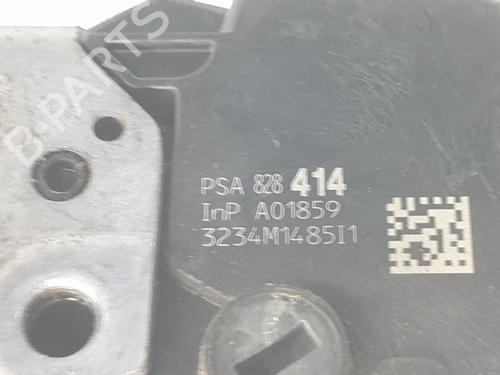 B-PARTS
PSA 828 414
InP A01859
3234M1485I1